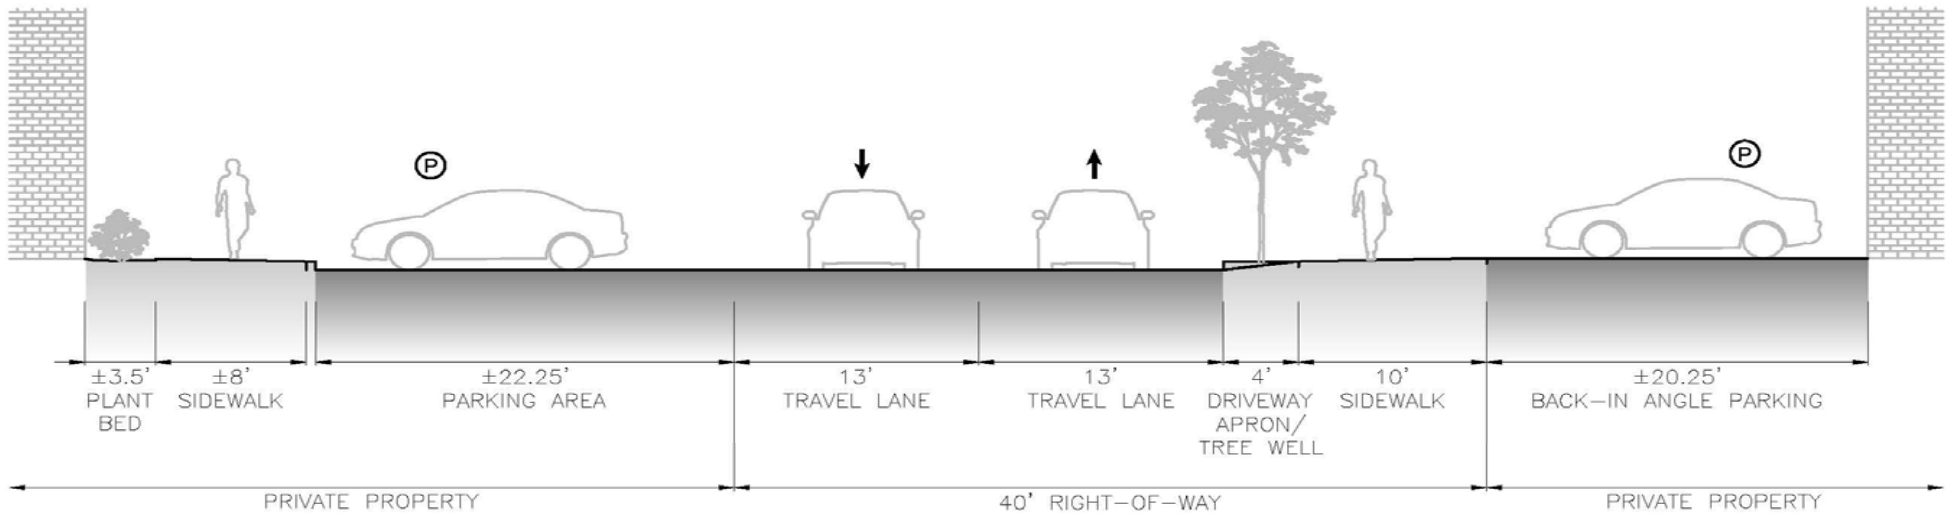 P
P
±3.5' ±8' ±22.25' 13' 13' 4' 10' ±20.25'
PLANT SIDEWALK PARKING AREA TRAVEL LANE TRAVEL LANE DRIVEWAY SIDEWALK BACK-IN ANGLE PARKING
BED APRON/
TREE WELL
PRIVATE PROPERTY 40' RIGHT-OF-WAY PRIVATE PROPERTY